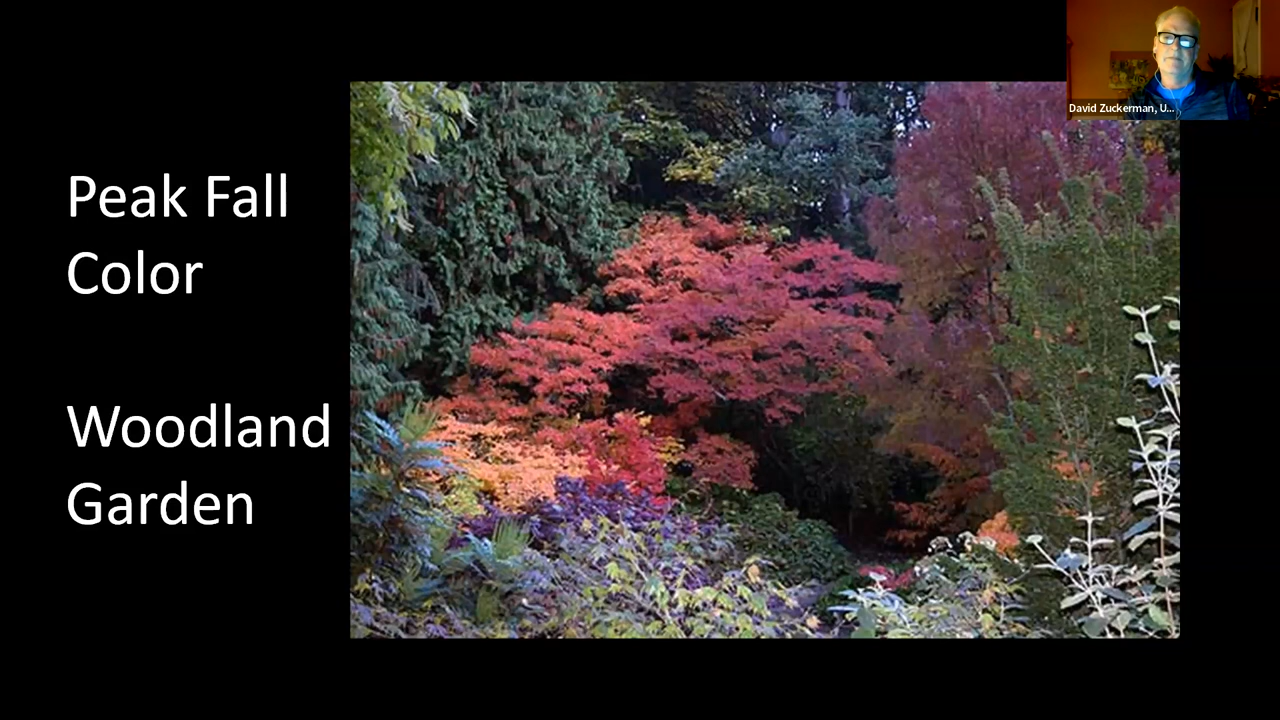 Peak Fall
Color
Woodland
Garden
David Zuckerman, U...